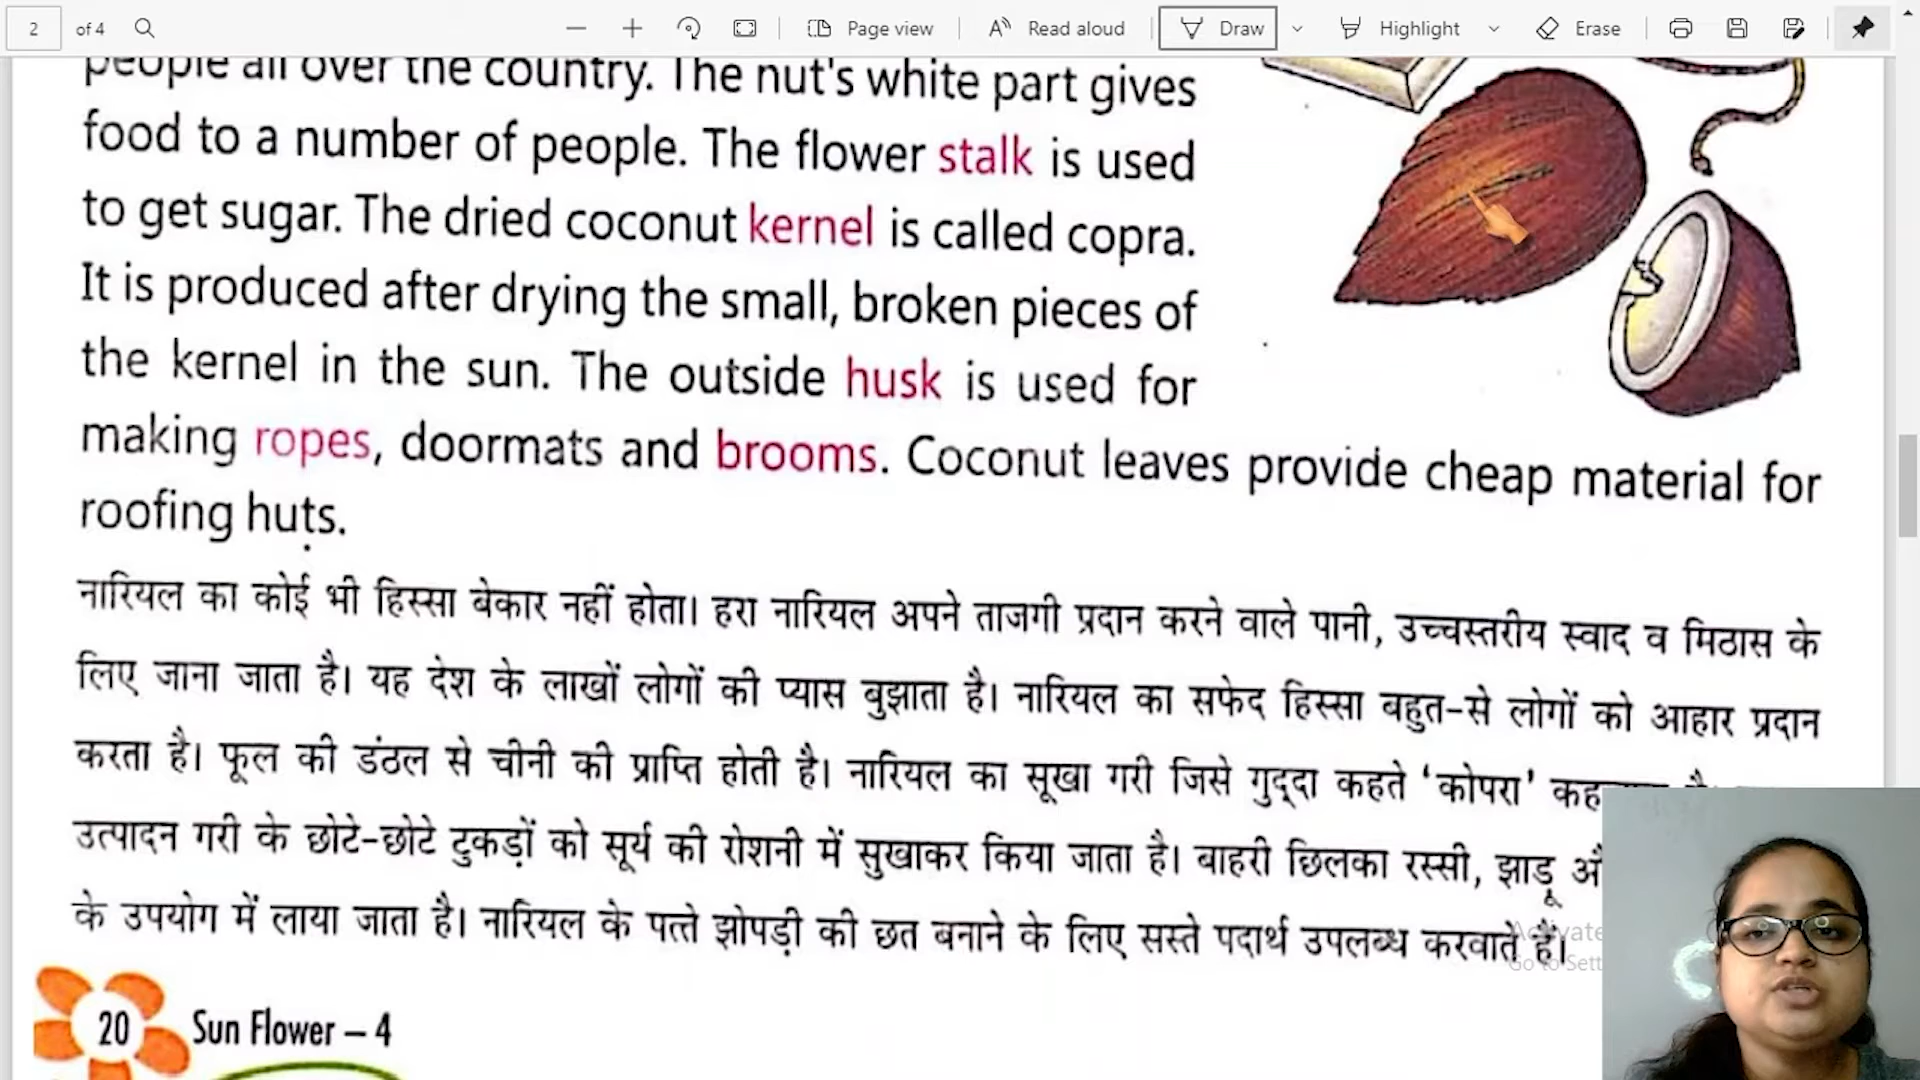 2 of 4 Page view Read aloud Draw Highlight Erase
people all over the country. The nut's white part gives
food to a number of people. The flower stalk is used
to get sugar. The dried coconut kernel is called copra.
It is produced after drying the small, broken pieces of
the kernel in the sun. The outside husk is used for
making ropes, doormats and brooms. Coconut leaves provide cheap material for
roofing huts.
नारियल का कोई भी हिस्सा बेकार नहीं होता। हरा नारियल अपने ताजगी प्रदान करने वाले पानी, उच्चस्तरीय स्वाद व मिठास के
लिए जाना जाता है। यह देश के लाखों लोगों की प्यास बुझाता है। नारियल का सफेद हिस्सा बहुत-से लोगों को आहार प्रदान
करता है। फूल की डंठल से चीनी की प्राप्ति होती है। नारियल का सूखा गरी जिसे गुद्‌दा कहते 'कोपरा'
उत्पादन गरी के छोटे-छोटे टुकड़ों को सूर्य की रोशनी में सुखाकर किया जाता है। बाहरी छिलका रस्सी, झाड़ू
के उपयोग में लाया जाता है। नारियल के पत्ते झोपड़ी की छत बनाने के लिए सस्ते पदार्थ उपलब्ध करवाते हैं।
Activate
Go to Sett
20 Sun Flower – 4